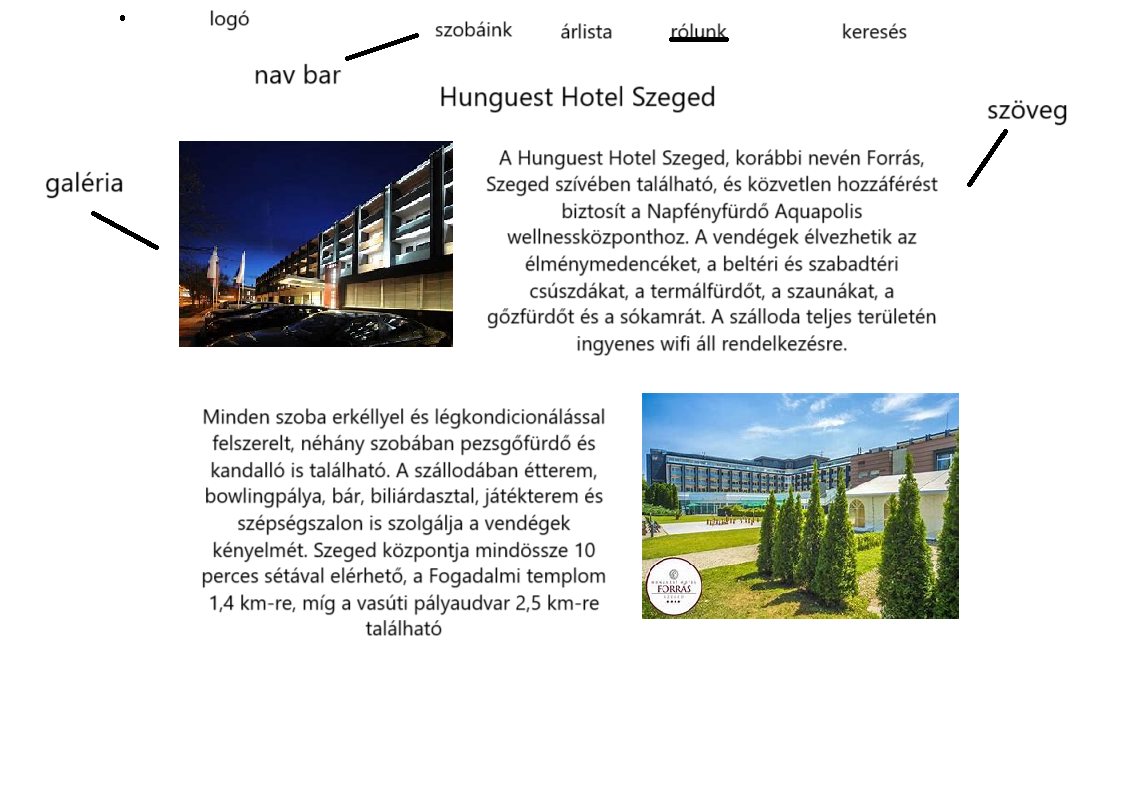 logó
szobáink árlista rólunk keresés
nav bar
Hunguest Hotel Szeged
szöveg
galéria
A Hunguest Hotel Szeged, korábbi nevén Forrás,
Szeged szívében található, és közvetlen hozzáférést
biztosít a Napfényfürdő Aquapolis
wellnessközponthoz. A vendégek élvezhetik az
élménymedencéket, a beltéri és szabadtéri
csúszdákat, a termálfürdőt, a szaunákat, a
gőzfürdőt és a sókamrát. A szálloda teljes területén
ingyenes wifi áll rendelkezésre.
Minden szoba erkéllyel és légkondicionálással
felszerelt, néhány szobában pezsgőfürdő és
kandalló is található. A szállodában étterem,
bowlingpálya, bár, biliárdasztal, játékterem és
szépségszalon is szolgálja a vendégek
kényelmét. Szeged központja mindössze 10
perces sétával elérhető, a Fogadalmi templom
1,4 km-re, míg a vasúti pályaudvar 2,5 km-re
található
HUNGUEST HOTEL
FORRÁS
SZEGED